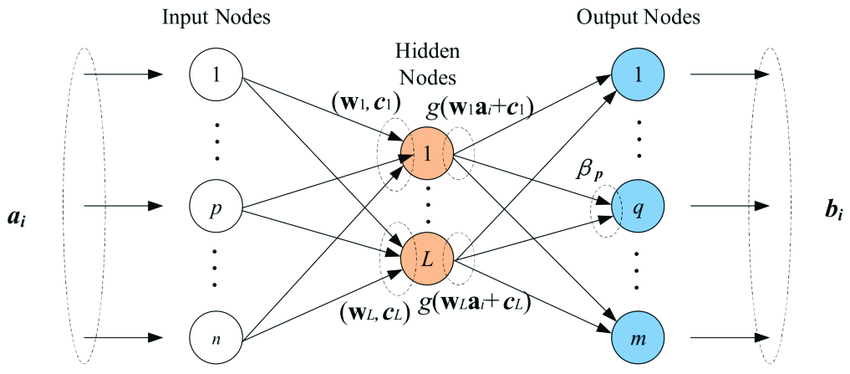 Input Nodes
Output Nodes
Hidden
Nodes
1
(w1,c1)
g(w1ai+c1)
1
1
βp
ai
p
q
bi
L
(wL,cL)
g(wLai+cL)
n
m